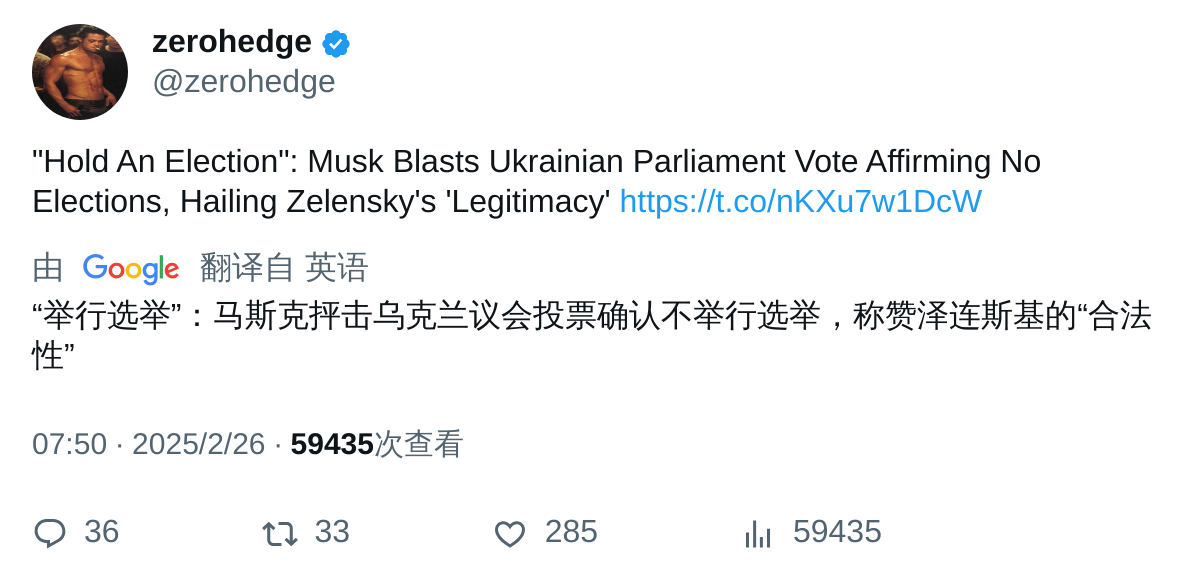 zerohedge
@zerohedge
"Hold An Election": Musk Blasts Ukrainian Parliament Vote Affirming No
Elections, Hailing Zelensky's 'Legitimacy' https://t.co/nKXu7w1DcW
由 Google 翻译自 英语
“举行选举”：马斯克抨击乌克兰议会投票确认不举行选举，称赞泽连斯基的“合法
性”
07:50 · 2025/2/26 · 59435次查看
36 33 285 59435